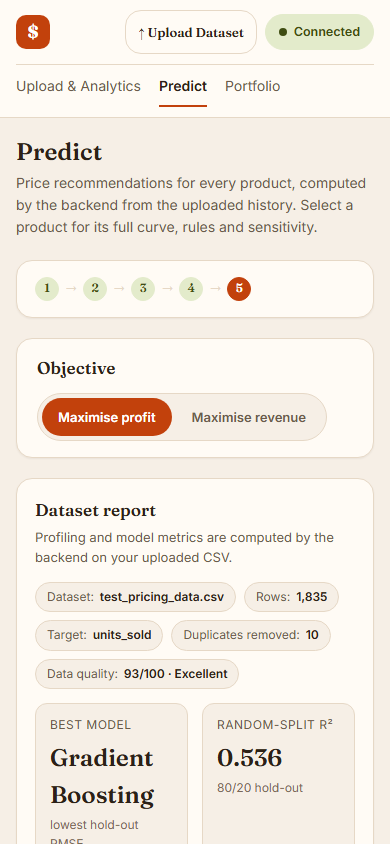 $
↑ Upload Dataset
Connected
Upload & Analytics
Predict
Portfolio
Predict
Price recommendations for every product, computed
by the backend from the uploaded history. Select a
product for its full curve, rules and sensitivity.
1 → 2 → 3 → 4 → 5
Objective
Maximise profit
Maximise revenue
Dataset report
Profiling and model metrics are computed by the
backend on your uploaded CSV.
Dataset: test_pricing_data.csv
Rows: 1,835
Target: units_sold
Duplicates removed: 10
Data quality: 93/100 · Excellent
BEST MODEL
Gradient
Boosting
lowest hold-out
RMSE
RANDOM-SPLIT R²
0.536
80/20 hold-out